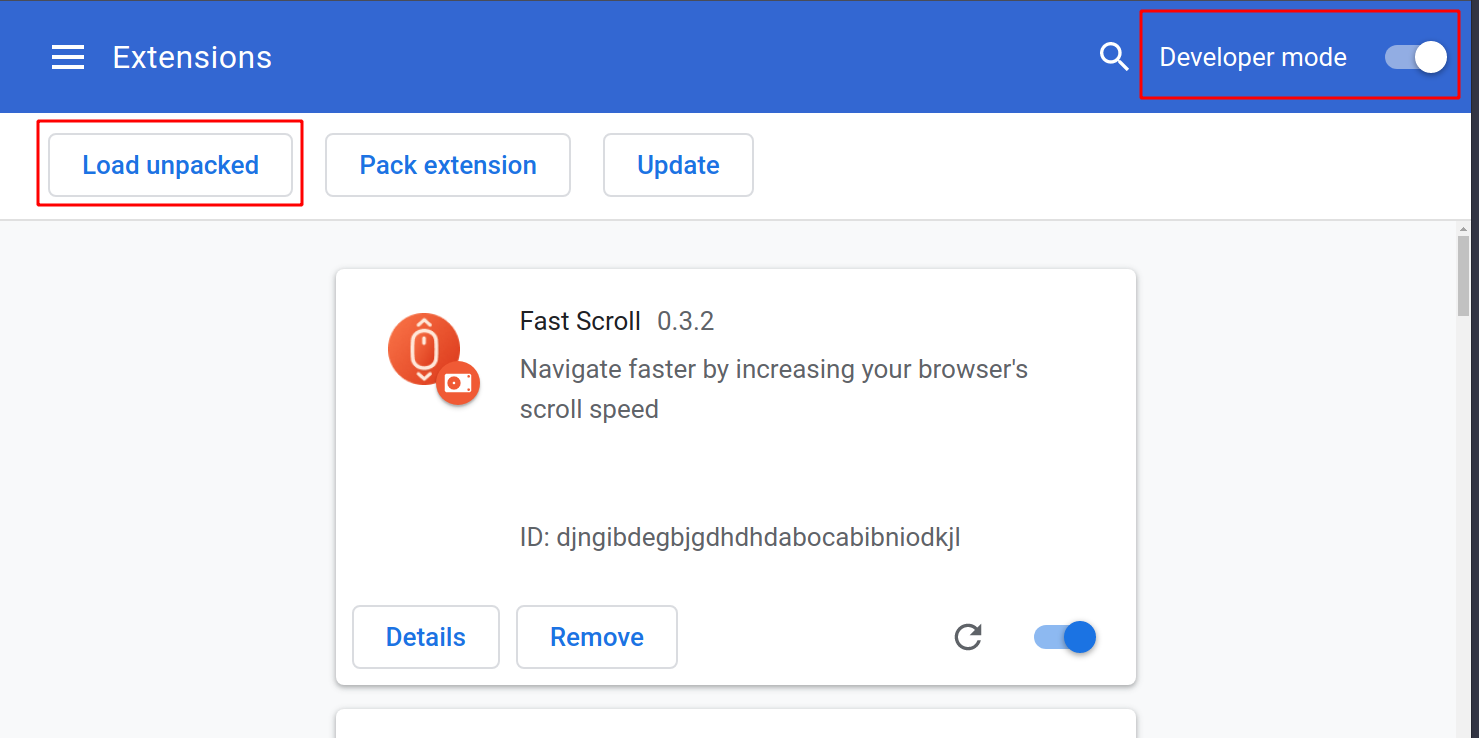 Extensions
Developer mode
Load unpacked
Pack extension
Update
Fast Scroll 0.3.2
Navigate faster by increasing your browser's
scroll speed
ID: djngibdegbjgdhdhdabocabibniodkjl
Details
Remove